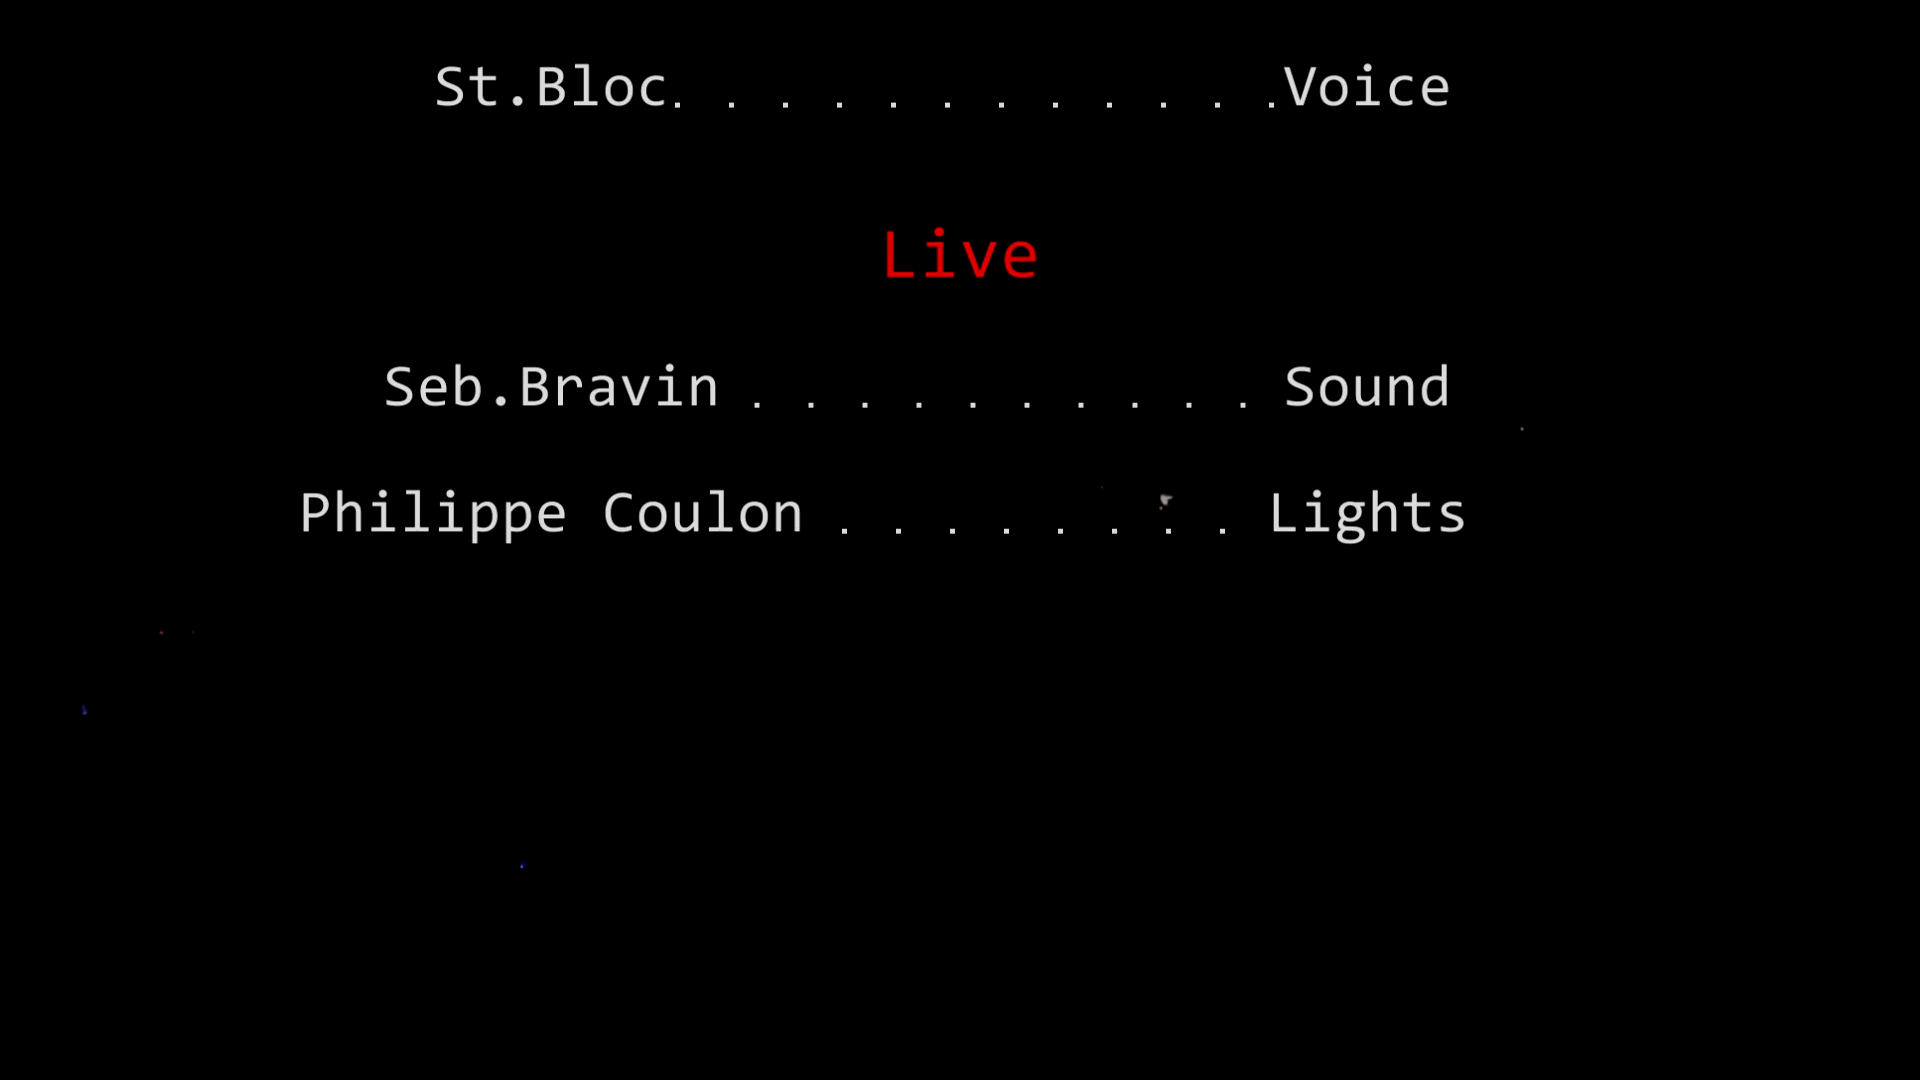 St.Bloc. . . . . . . . . . . .Voice
Live
Seb.Bravin . . . . . . . . . . Sound
Philippe Coulon . . . . . . . . Lights